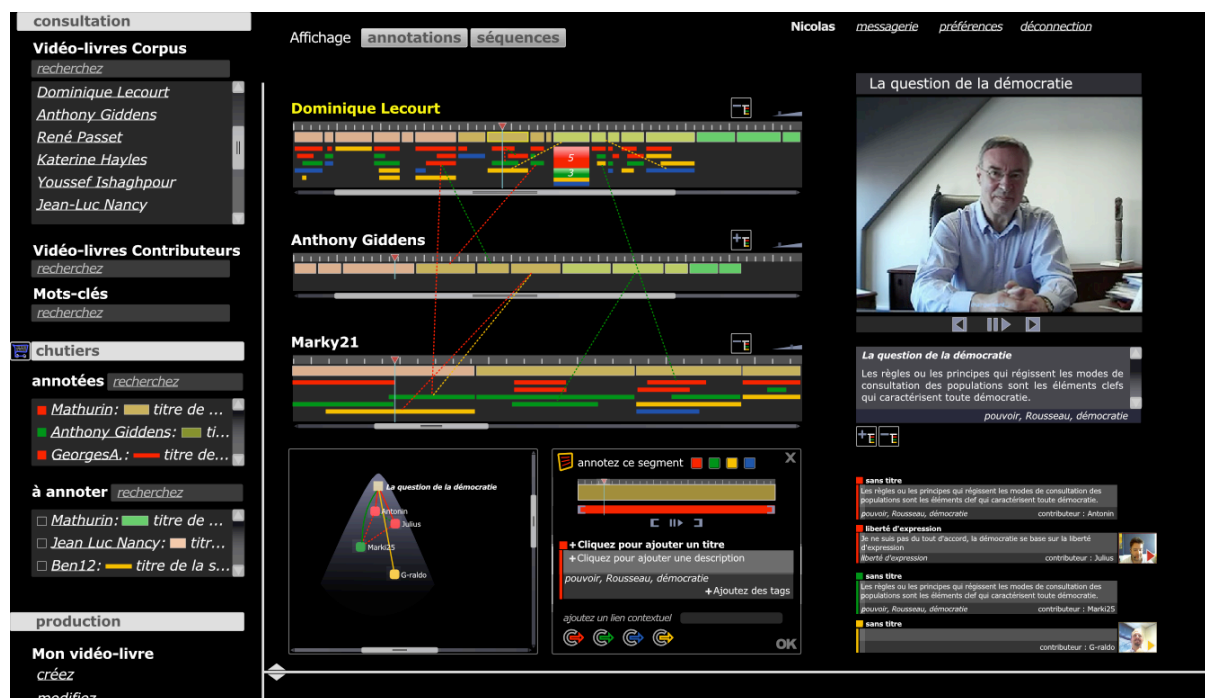 consultation
Vidéo-livres Corpus
recherchez
Dominique Lecourt
Anthony Giddens
René Passet
Katerine Hayles
Youssef Ishaghpour
Jean-Luc Nancy
Vidéo-livres Contributeurs
recherchez
Mots-clés
recherchez
chutiers
annotées recherchez
Mathurin: titre de ...
Anthony Giddens: ti...
GeorgesA.: titre de...
à annoter recherchez
Mathurin: titre de ...
Jean Luc Nancy: titr...
Ben12: titre de la s...
production
Mon vidéo-livre
créez
modifiez
Affichage annotations séquences
Nicolas messagerie préférences déconnection
Dominique Lecourt
5
3
Anthony Giddens
Marky21
La question de la démocratie
Antonin
Julius
Marki25
G-raldo
annotez ce segment X
+Cliquez pour ajouter un titre
+Cliquez pour ajouter une description
pouvoir, Rousseau, démocratie
+Ajoutez des tags
ajoutez un lien contextuel
OK
La question de la démocratie
La question de la démocratie
Les règles ou les principes qui régissent les modes de
consultation des populations sont les éléments clefs
qui caractérisent toute démocratie.
pouvoir, Rousseau, démocratie
sans titre
Les règles ou les principes qui régissent les modes de consultation des
populations sont les éléments clef qui caractérisent toute démocratie.
pouvoir, Rousseau, démocratie contributeur : Antonin
liberté d'expression
Je ne suis pas du tout d'accord, la démocratie se base sur la liberté
d'expression
liberté d'expression contributeur : Julius
sans titre
Les règles ou les principes qui régissent les modes de consultation des
populations sont les éléments clef qui caractérisent toute démocratie.
pouvoir, Rousseau, démocratie contributeur : Marki25
sans titre
contributeur : G-raldo